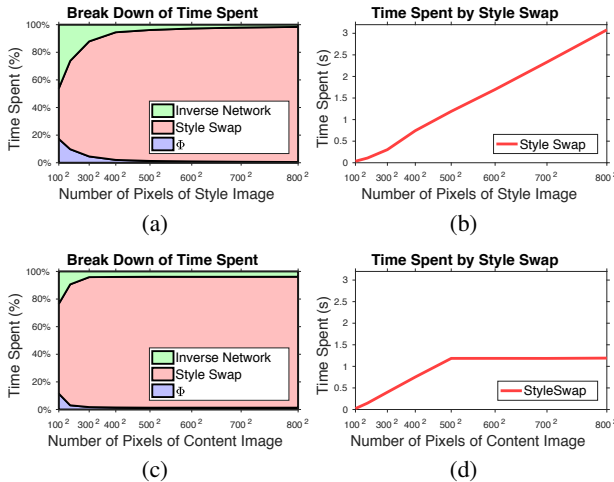 Break Down of Time Spent
Time Spent (%)
100%
80%
60%
40%
20%
0%
Inverse Network
Style Swap
Φ
100² 300² 400² 500² 600² 700² 800²
Number of Pixels of Style Image
(a)
Time Spent by Style Swap
Time Spent (s)
3
2.5
2
1.5
1
0.5
0
Style Swap
100² 300² 400² 500² 600² 700² 800²
Number of Pixels of Style Image
(b)
Break Down of Time Spent
Time Spent (%)
100%
80%
60%
40%
20%
0%
Inverse Network
Style Swap
Φ
100² 300² 400² 500² 600² 700² 800²
Number of Pixels of Content Image
(c)
Time Spent by Style Swap
Time Spent (s)
3
2.5
2
1.5
1
0.5
0
StyleSwap
100² 300² 400² 500² 600² 700² 800²
Number of Pixels of Content Image
(d)